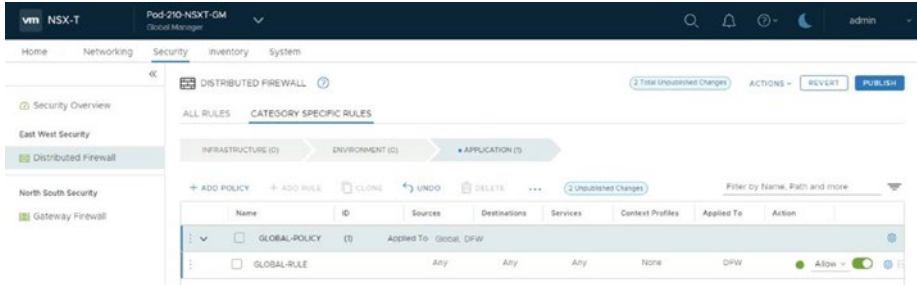 vm NSX-T
Pod-210-NSXT-GM
Global Manager
admin
Home Networking Security Inventory System
DISTRIBUTED FIREWALL
2 Total Unpublished Changes
ACTIONS
REVERT
PUBLISH
Security Overview
ALL RULES CATEGORY SPECIFIC RULES
East West Security
INFRASTRUCTURE (0) ENVIRONMENT (0) APPLICATION (1)
Distributed Firewall
+ ADD POLICY + ADD RULE CLONE UNDO DELETE ... 2 Unpublished Changes Filter by Name, Path and more
North South Security
Gateway Firewall
Name ID Sources Destinations Services Context Profiles Applied To Action
GLOBAL-POLICY (1) Applied To Global, DFW
GLOBAL-RULE Any Any Any None DFW Allow